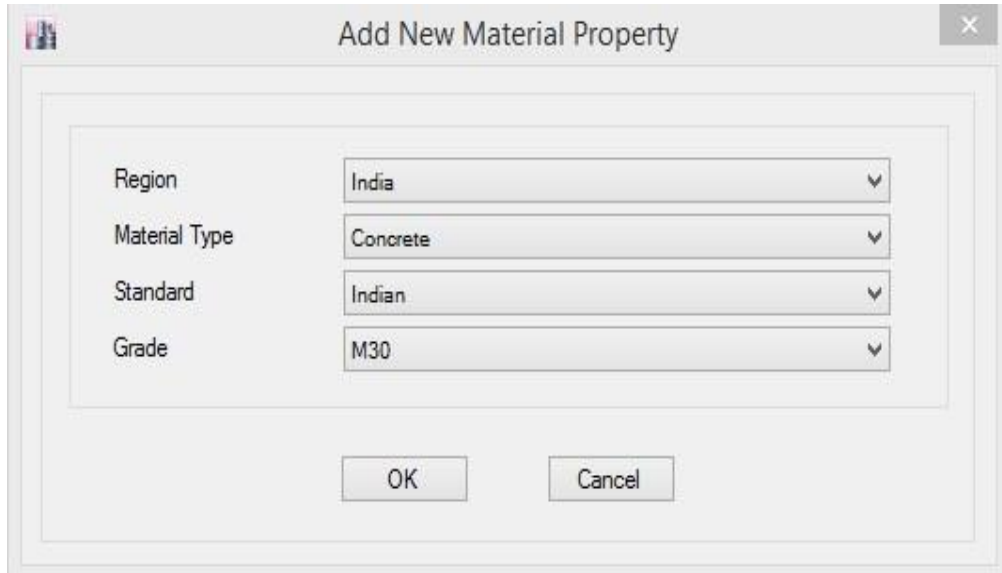 Add New Material Property
Region India
Material Type Concrete
Standard Indian
Grade M30
OK Cancel